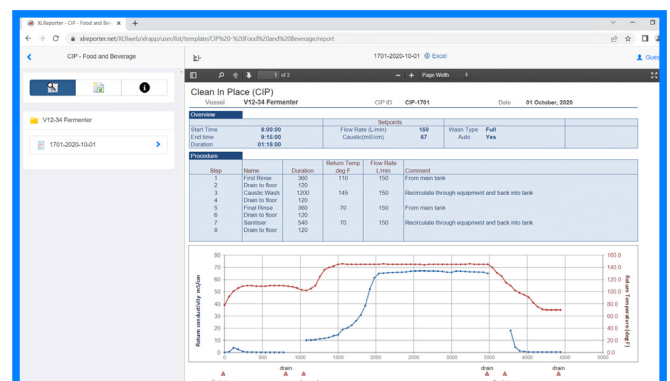 XLReporter - CIP - Food and Bev
xlreporter.net/XLRweb/xlrapp/user/list/template/CIP%20-%20Food%20and%20Beverage/report
CIP - Food and Beverage
1701-2020-10-01 Excel
Gues
1 of 2
Page Width
V12-34 Fermenter
1701-2020-10-01
Clean In Place (CIP)
Vessel V12-34 Fermenter CIP ID CIP-1701 Date 01 October, 2020
Overview
Setpoints
Start Time 8:00:00 Flow Rate (L/min) 150 Wash Type Full
End time 9:15:00 Caustic(mS/cm) 67 Auto Yes
Duration 01:15:00
Procedure
Return Temp Flow Rate
Step Name Duration deg F L/min Comment
1 First Rinse 360 110 150 From main tank
2 Drain to floor 120
3 Caustic Wash 1200 145 150 Recirculate through equipment and back into tank
4 Drain to floor 120
5 Final Rinse 360 70 150 From main tank
6 Drain to floor 120
7 Sanitiser 540 70 150 Recirculate through equipment and back into tank
8 Drain to floor 120
80 160.0
70 140.0
60 120.0
50 100.0
40 80.0
30 60.0
20 40.0
10 20.0
0 0.0
Return conductivity mS/cm
Return Temperature (deg F)
0 500 1000 1500 2000 2500 3000 3500 4000 4500 5000
drain drain drain